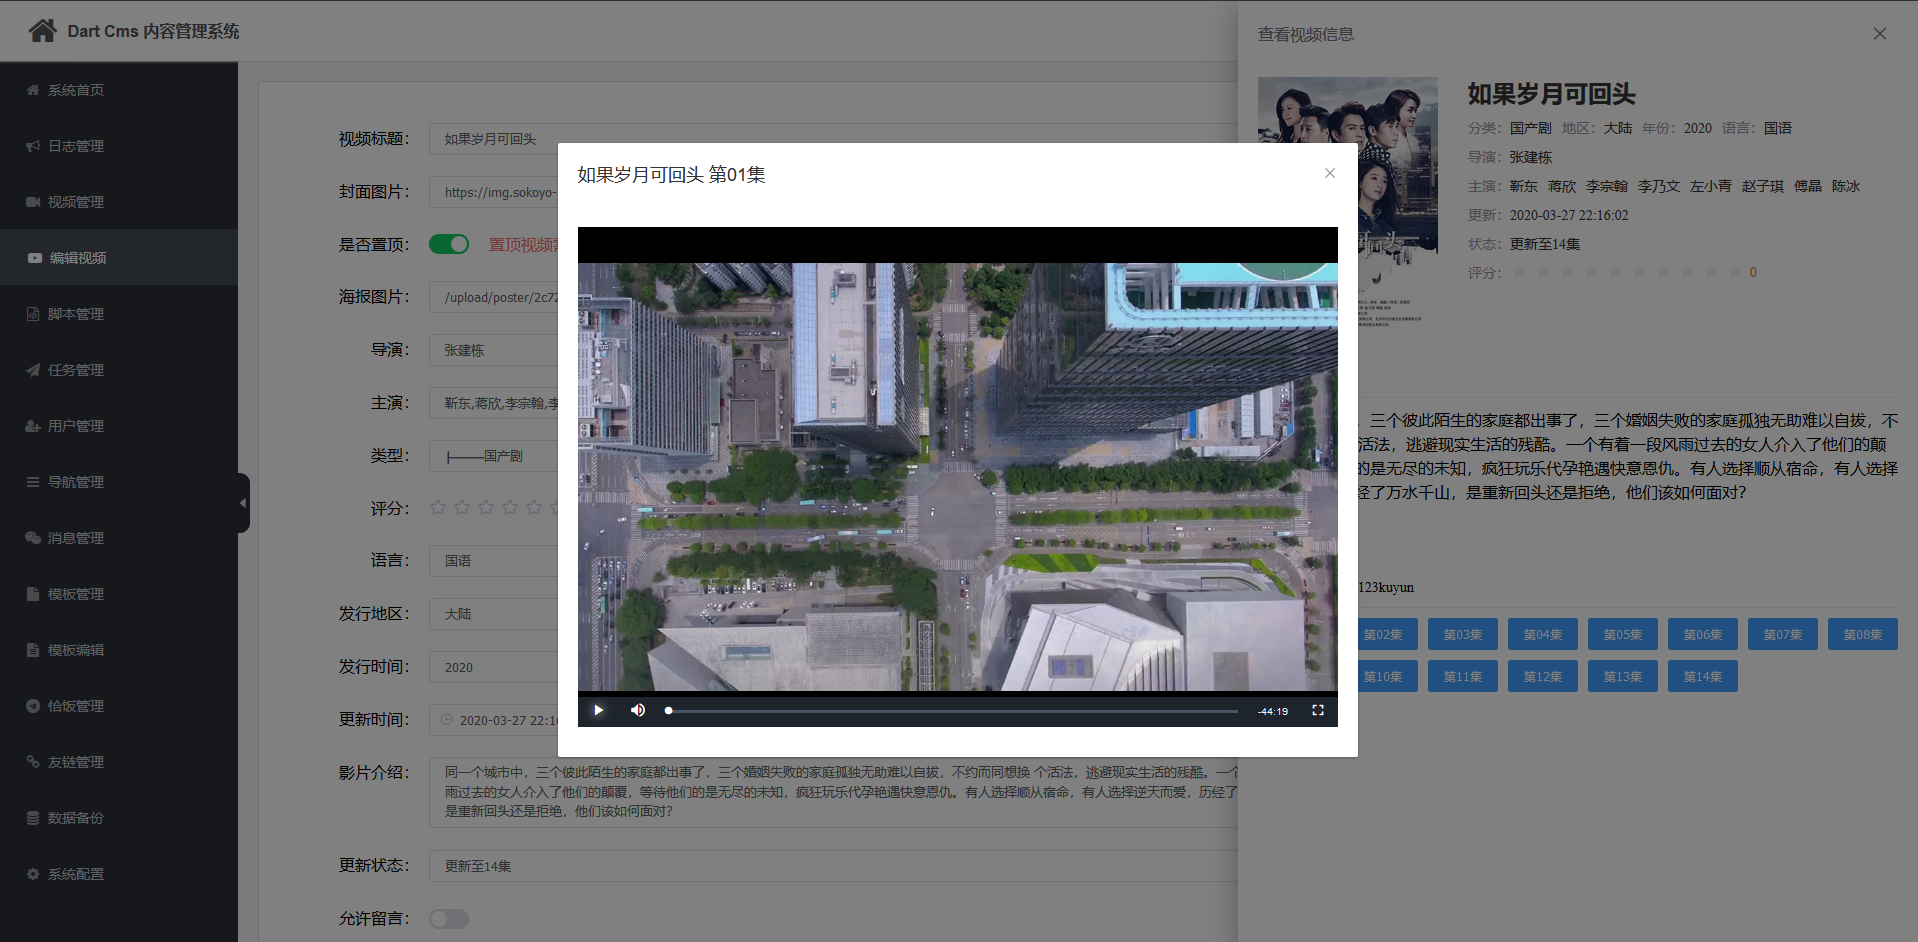 Dart Cms 内容管理系统
系统首页
日志管理
视频管理
编辑视频
脚本管理
任务管理
用户管理
导航管理
消息管理
模板管理
模板编辑
恰饭管理
友链管理
数据备份
系统配置
视频标题： 如果岁月可回头
封面图片： https://img.sokoyo-
是否置顶： 置顶视频
海报图片： /upload/poster/2c72
导演： 张建栋
主演： 靳东,蒋欣,李宗翰,李
类型： |——国产剧
评分：
语言： 国语
发行地区： 大陆
发行时间： 2020
更新时间： 2020-03-27 22:16
影片介绍： 同一个城市中，三个彼此陌生的家庭都出事了，三个婚姻失败的家庭孤独无助难以自拔，不约而同想换 个活法，逃避现实生活的残酷。一个
雨过去的女人介入了他们的颠覆，等待他们的是无尽的未知，疯狂玩乐代孕艳遇快意恩仇。有人选择顺从宿命，有人选择逆天而爱，历经了
是重新回头还是拒绝，他们该如何面对?
更新状态： 更新至14集
允许留言：
如果岁月可回头 第01集
-44:19
查看视频信息
如果岁月可回头
分类： 国产剧 地区： 大陆 年份： 2020 语言： 国语
导演： 张建栋
主演： 靳东 蒋欣 李宗翰 李乃文 左小青 赵子琪 傅晶 陈冰
更新： 2020-03-27 22:16:02
状态： 更新至14集
评分： 0
，三个彼此陌生的家庭都出事了，三个婚姻失败的家庭孤独无助难以自拔，不
活法，逃避现实生活的残酷。一个有着一段风雨过去的女人介入了他们的颠
的是无尽的未知，疯狂玩乐代孕艳遇快意恩仇。有人选择顺从宿命，有人选择
经了万水千山，是重新回头还是拒绝，他们该如何面对?
123kuyun
第02集 第03集 第04集 第05集 第06集 第07集 第08集
第10集 第11集 第12集 第13集 第14集